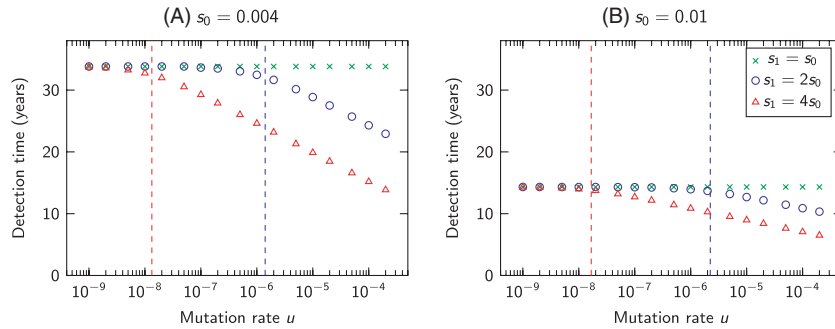 (A) s₀ = 0.004
(B) s₀ = 0.01
Detection time (years)
30
20
10
0
10⁻⁹ 10⁻⁸ 10⁻⁷ 10⁻⁶ 10⁻⁵ 10⁻⁴
Mutation rate u
Detection time (years)
30
20
10
0
10⁻⁹ 10⁻⁸ 10⁻⁷ 10⁻⁶ 10⁻⁵ 10⁻⁴
Mutation rate u
s₁ = s₀
s₁ = 2s₀
s₁ = 4s₀